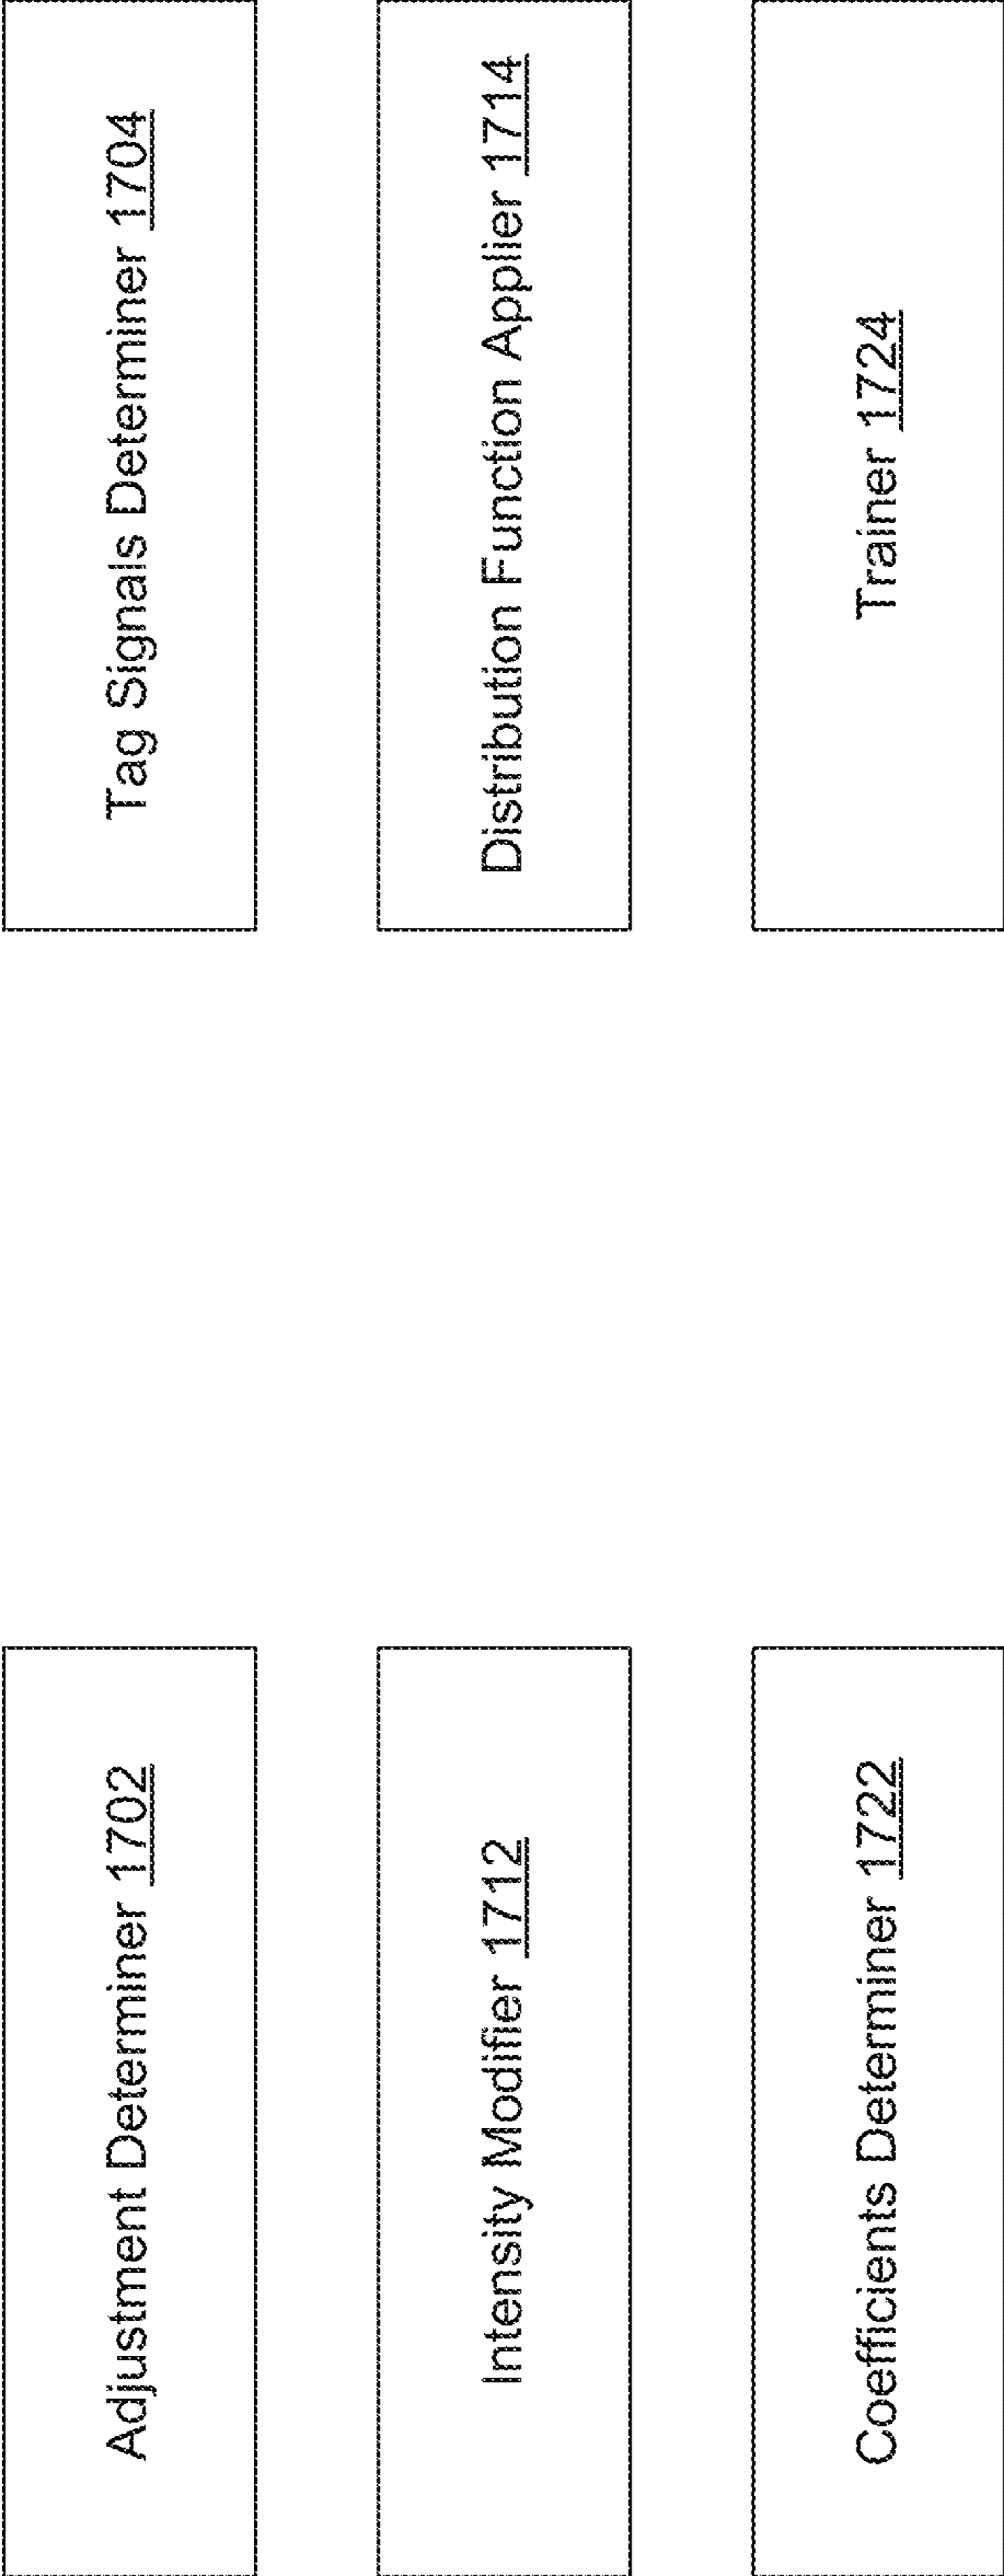 Adjustment Determiner 1702
Tag Signals Determiner 1704
Intensity Modifier 1712
Distribution Function Applier 1714
Coefficients Determiner 1722
Trainer 1724